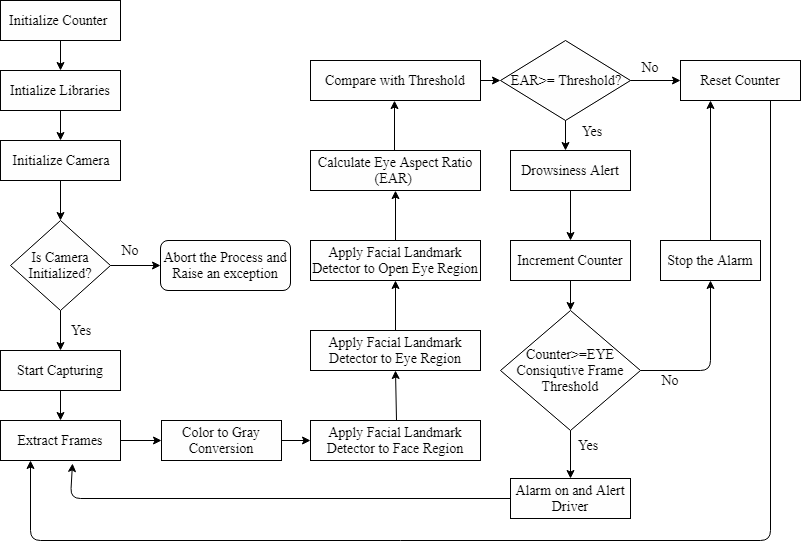 Initialize Counter
Intialize Libraries
Initialize Camera
Is Camera
Initialized?
No
Abort the Process and
Raise an exception
Yes
Start Capturing
Extract Frames
Color to Gray
Conversion
Apply Facial Landmark
Detector to Face Region
Apply Facial Landmark
Detector to Eye Region
Apply Facial Landmark
Detector to Open Eye Region
Calculate Eye Aspect Ratio
(EAR)
Compare with Threshold
EAR>= Threshold?
No
Reset Counter
Yes
Drowsiness Alert
Increment Counter
Stop the Alarm
Counter>=EYE
Consiqutive Frame
Threshold
No
Yes
Alarm on and Alert
Driver